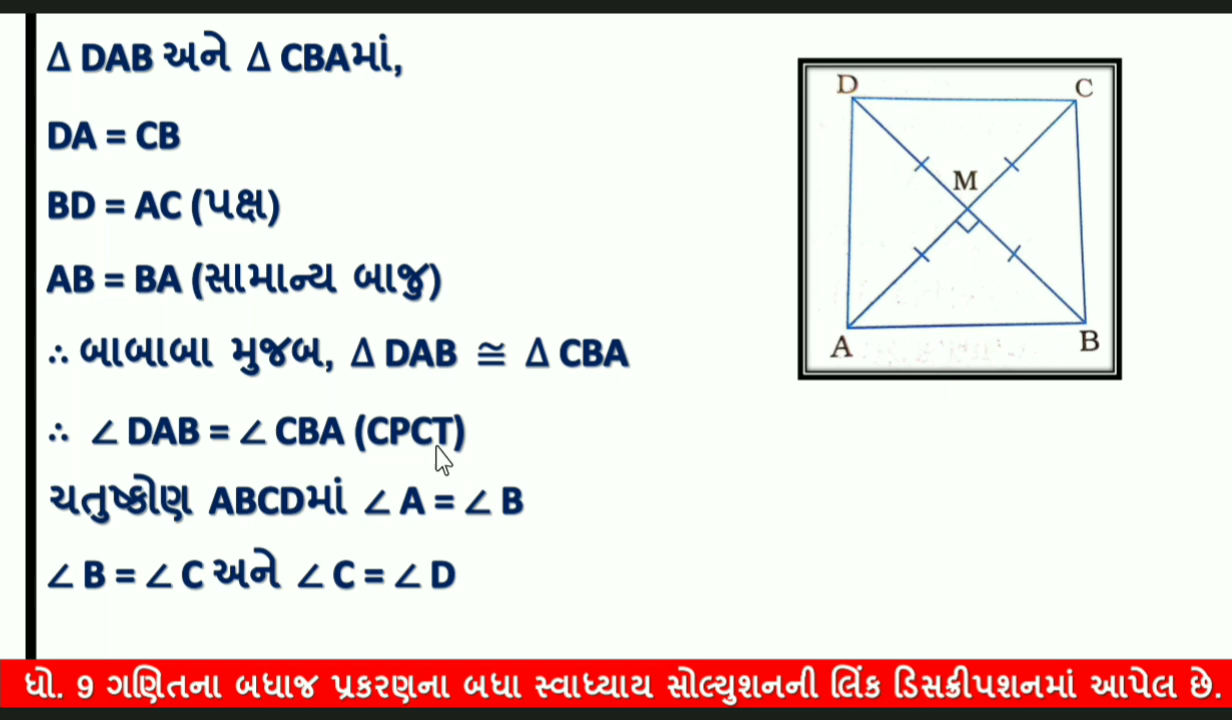 Δ DAB અને Δ CBAમાં,
DA = CB
BD = AC (પક્ષ)
AB = BA (સામાન્ય બાજુ)
∴ બાબાબા મુજબ, Δ DAB ≅ Δ CBA
∴ ∠ DAB = ∠ CBA (CPCT)
ચતુષ્કોણ ABCDમાં ∠ A = ∠ B
∠ B = ∠ C અને ∠ C = ∠ D
D C
M
A B
ધો. 9 ગણિતના બધાજ પ્રકરણના બધા સ્વાધ્યાય સોલ્યુશનની લિંક ડિસક્રીપશનમાં આપેલ છે.